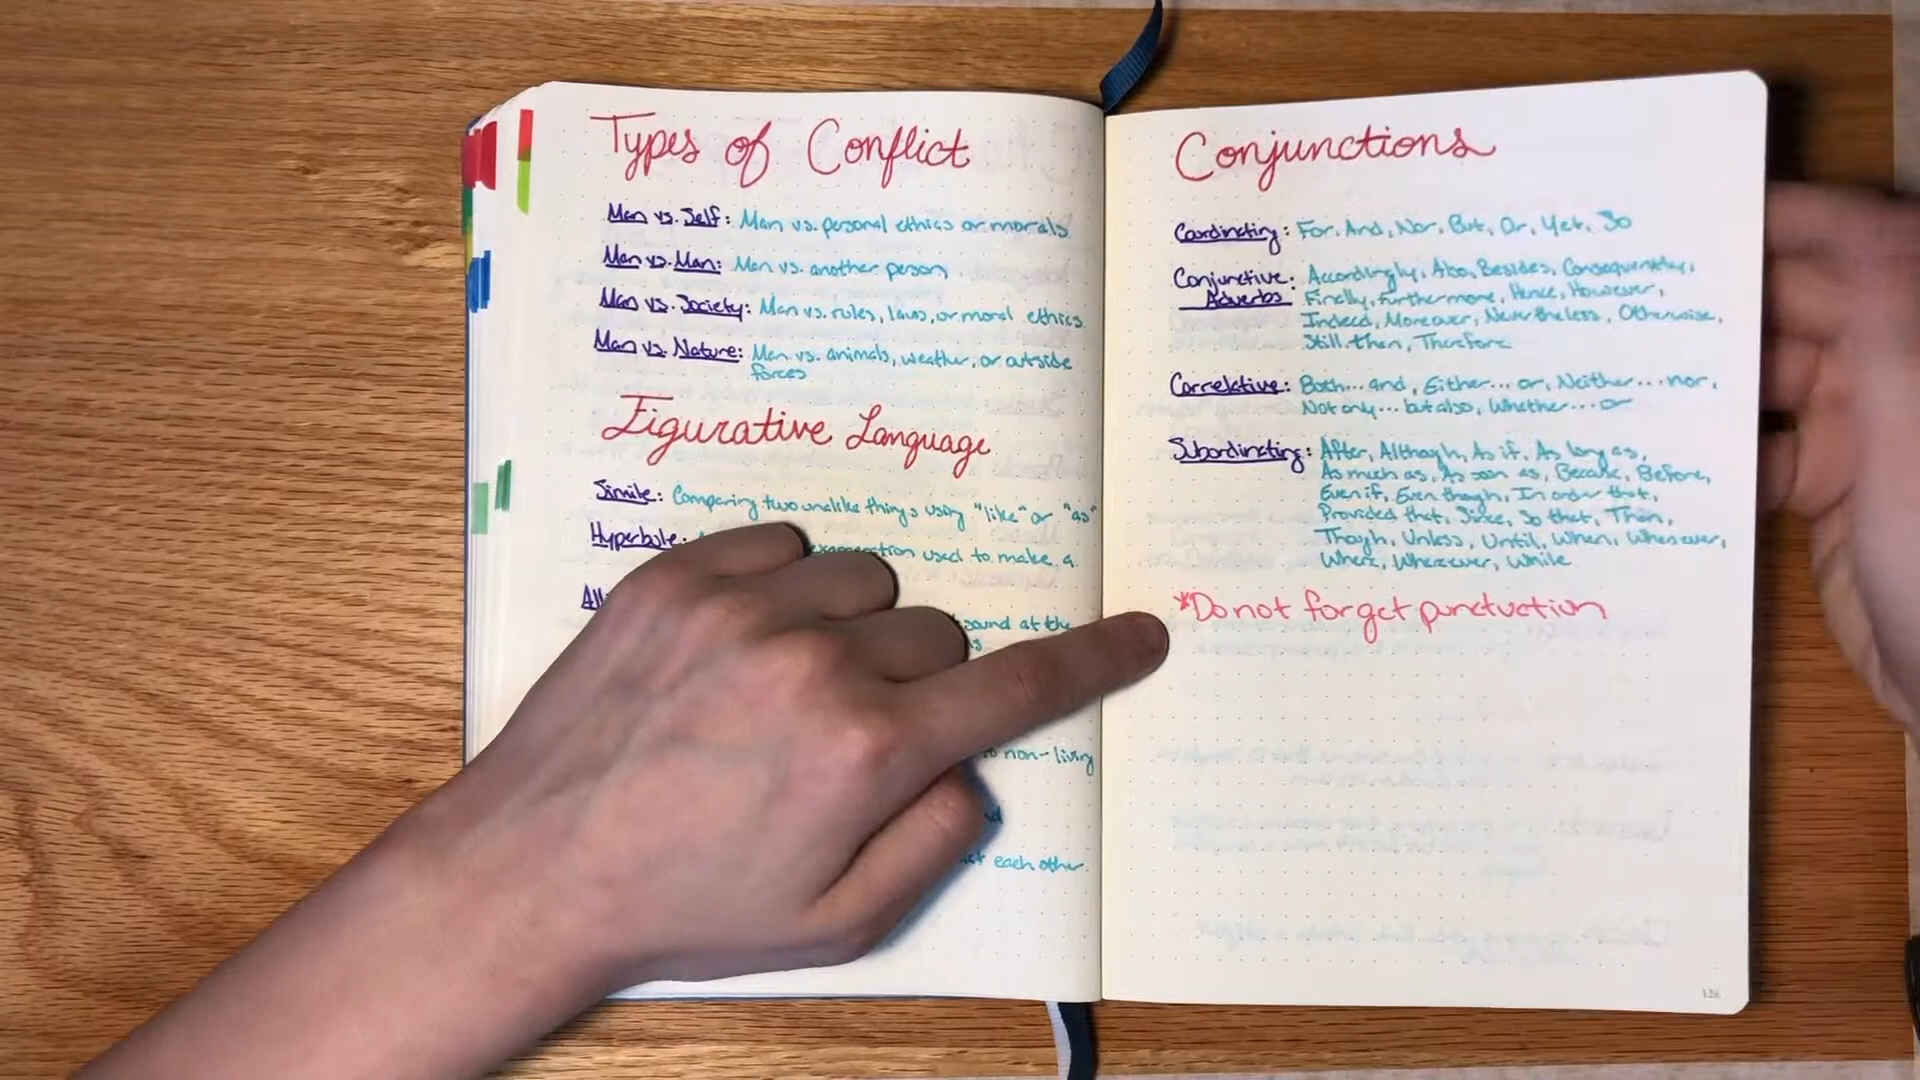 Types of Conflict
Man vs. Self: Man vs. personal ethics or morals
Man vs. Man: Man vs. another person
Man vs. Society: Man vs. rules, laws, or moral ethics
Man vs. Nature: Man vs. animals, weather, or outside
forces
Figurative Language
Simile: Comparing two unlike things using "like" or "as"
Hyperbole: exaggeration used to make a
sound at the
non-living
each other.
Conjunctions
Coordinating: For, And, Nor, But, Or, Yet, So
Conjunctive: Accordingly, Also, Besides, Consequently,
Adverbs Finally, Furthermore, Hence, However,
Indeed, Moreover, Nevertheless, Otherwise,
Still, then, Therefore
Correlative: Both... and, Either... or, Neither... nor,
Not only... but also, Whether... or
Subordinating: After, Although, As if, As long as,
As much as, As soon as, Because, Before,
Even if, Even though, In order that,
Provided that, Since, So that, Than,
Though, Unless, Until, When, Whenever,
Where, Wherever, While
*Do not forget punctuation
126